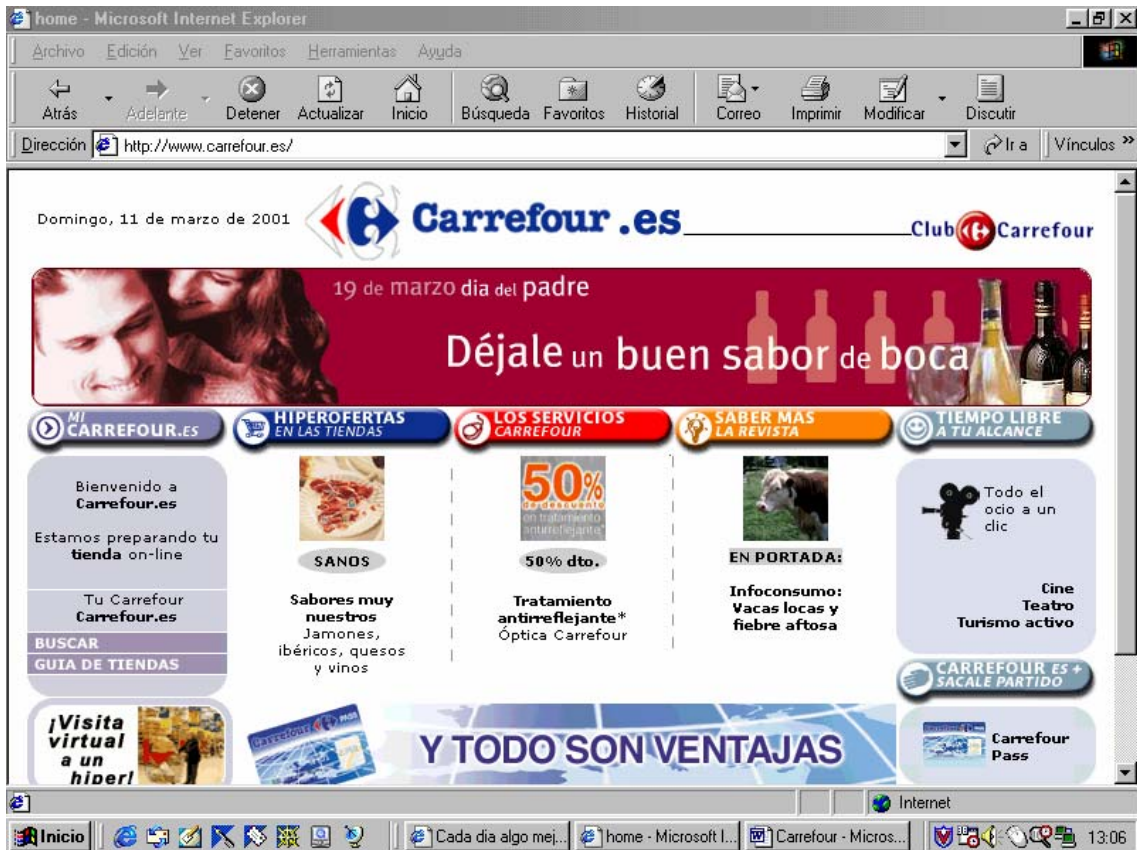 home - Microsoft Internet Explorer
Archivo Edición Ver Favoritos Herramientas Ayuda
Atrás Adelante Detener Actualizar Inicio Búsqueda Favoritos Historial Correo Imprimir Modificar Discutir
Dirección http://www.carrefour.es/ Ir a Vínculos »
Domingo, 11 de marzo de 2001
Carrefour.es
Club Carrefour
19 de marzo dia del padre
Déjale un buen sabor de boca
MI
CARREFOUR.ES
HIPEROFERTAS
EN LAS TIENDAS
LOS SERVICIOS
CARREFOUR
SABER MAS
LA REVISTA
TIEMPO LIBRE
A TU ALCANCE
Bienvenido a
Carrefour.es
Estamos preparando tu
tienda on-line
Tu Carrefour
Carrefour.es
BUSCAR
GUIA DE TIENDAS
¡Visita
virtual
a un
hiper!
SANOS
Sabores muy
nuestros
Jamones,
ibéricos, quesos
y vinos
50%
de descuento
en tratamiento
antirreflejante*
50% dto.
Tratamiento
antirreflejante*
Óptica Carrefour
EN PORTADA:
Infoconsumo:
Vacas locas y
fiebre aftosa
Todo el
ocio a un
clic
Cine
Teatro
Turismo activo
CARREFOUR ES +
SACALE PARTIDO
Carrefour PASS
Y TODO SON VENTAJAS
Carrefour
Pass
Internet
Inicio Cada día algo mej... home - Microsoft I... Carrefour - Micros... 13:06